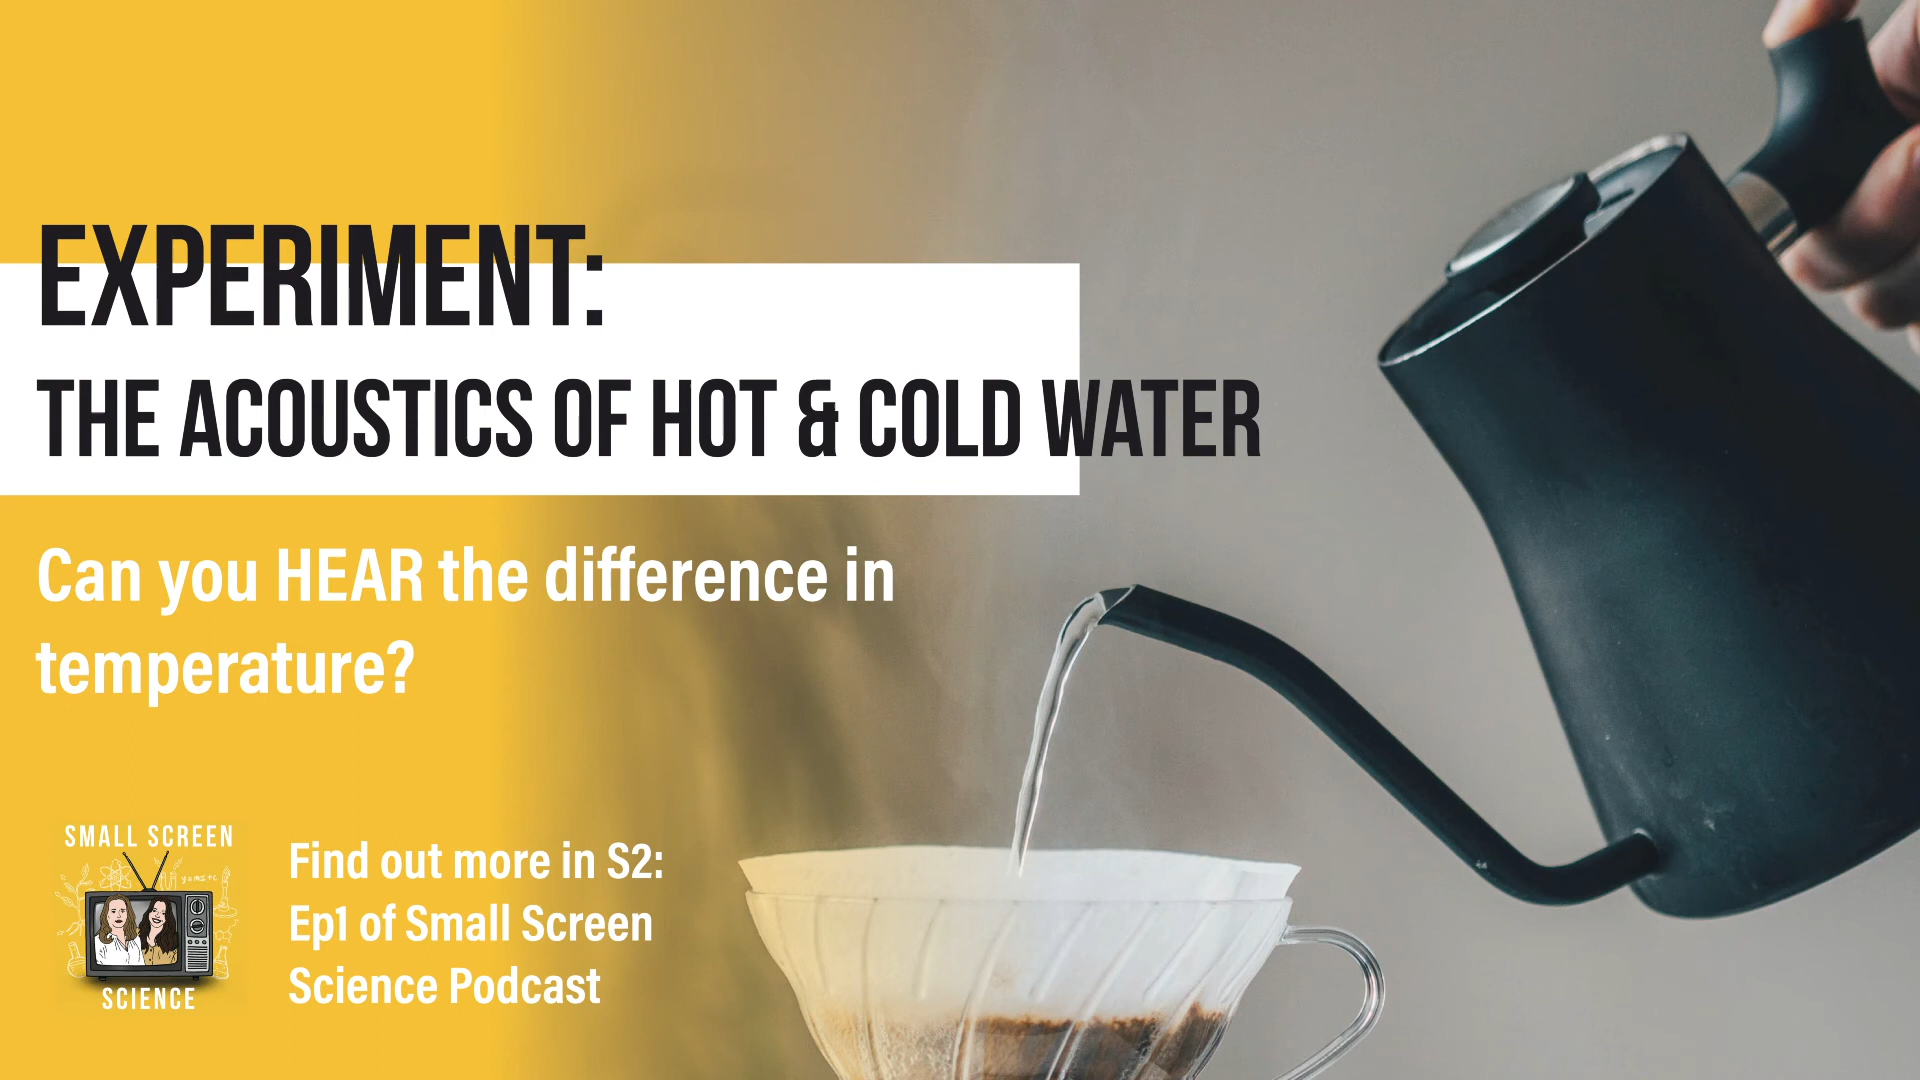 EXPERIMENT:
THE ACOUSTICS OF HOT & COLD WATER
Can you HEAR the difference in
temperature?
SMALL SCREEN
SCIENCE
Find out more in S2:
Ep1 of Small Screen
Science Podcast